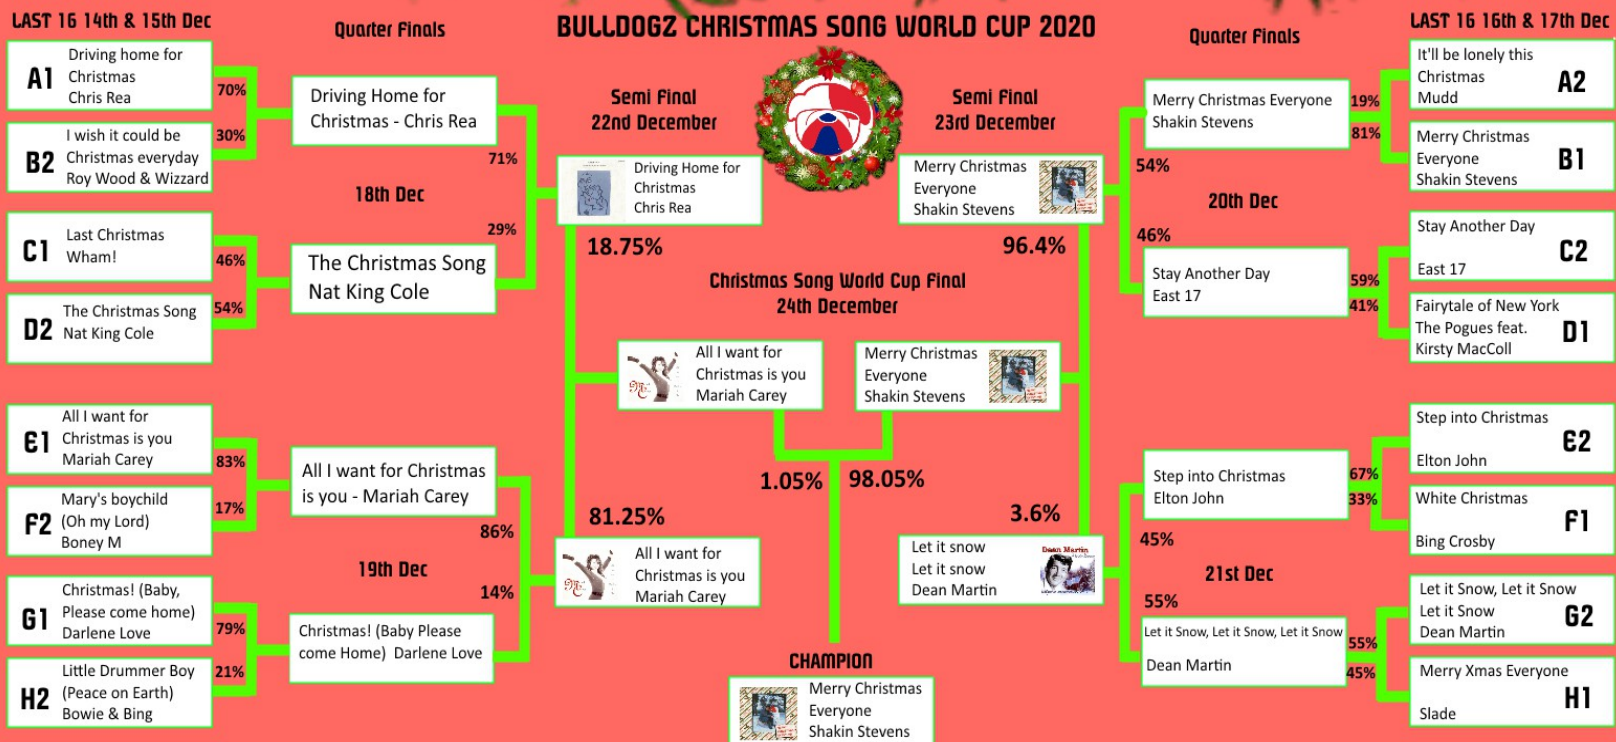 BULLDOGZ CHRISTMAS SONG WORLD CUP 2020
LAST 16 14th & 15th Dec
A1
Driving home for
Christmas
Chris Rea
70%
30%
B2
I wish it could be
Christmas everyday
Roy Wood & Wizzard
C1
Last Christmas
Wham!
46%
54%
D2
The Christmas Song
Nat King Cole
E1
All I want for
Christmas is you
Mariah Carey
83%
17%
F2
Mary's boychild
(Oh my Lord)
Boney M
G1
Christmas! (Baby,
Please come home)
Darlene Love
79%
21%
H2
Little Drummer Boy
(Peace on Earth)
Bowie & Bing
Quarter Finals
Driving Home for
Christmas - Chris Rea
71%
18th Dec
29%
The Christmas Song
Nat King Cole
All I want for Christmas
is you - Mariah Carey
86%
19th Dec
14%
Christmas! (Baby Please
come Home) Darlene Love
Semi Final
22nd December
Driving Home for
Christmas
Chris Rea
18.75%
81.25%
All I want for
Christmas is you
Mariah Carey
Christmas Song World Cup Final
24th December
All I want for
Christmas is you
Mariah Carey
Merry Christmas
Everyone
Shakin Stevens
1.05%
98.05%
CHAMPION
Merry Christmas
Everyone
Shakin Stevens
Semi Final
23rd December
Merry Christmas
Everyone
Shakin Stevens
96.4%
3.6%
Let it snow
Let it snow
Dean Martin
Dean Martin
Quarter Finals
Merry Christmas Everyone
Shakin Stevens
54%
20th Dec
46%
Stay Another Day
East 17
Step into Christmas
Elton John
45%
21st Dec
55%
Let it Snow, Let it Snow, Let it Snow
Dean Martin
LAST 16 16th & 17th Dec
It'll be lonely this
Christmas
Mudd
A2
19%
81%
Merry Christmas
Everyone
Shakin Stevens
B1
Stay Another Day
East 17
C2
59%
41%
Fairytale of New York
The Pogues feat.
Kirsty MacColl
D1
Step into Christmas
Elton John
E2
67%
33%
White Christmas
Bing Crosby
F1
Let it Snow, Let it Snow
Let it Snow
Dean Martin
G2
55%
45%
Merry Xmas Everyone
Slade
H1